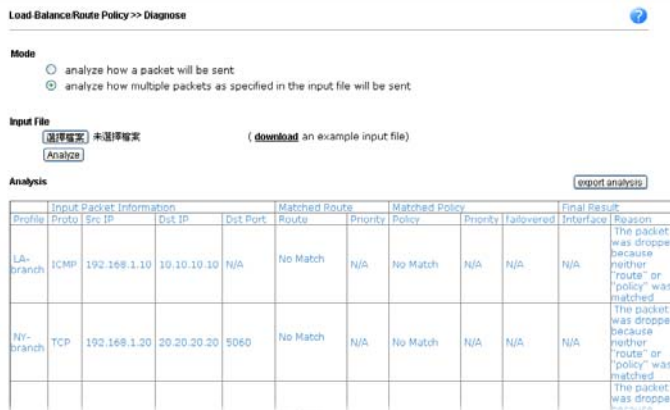 Load-Balance/Route Policy >> Diagnose
?
Mode
analyze how a packet will be sent
analyze how multiple packets as specified in the input file will be sent
Input File
選擇檔案 未選擇檔案 ( download an example input file)
Analyze
Analysis export analysis
Input Packet Information Matched Route Matched Policy Final Result
Profile Proto Src IP Dst IP Dst Port Route Priority Policy Priority failovered Interface Reason
LA-branch ICMP 192.168.1.10 10.10.10.10 N/A No Match N/A No Match N/A N/A N/A
The packet
was droppe
because
neither
"route" or
"policy" was
matched
NY-branch TCP 192.168.1.20 20.20.20.20 5060 No Match N/A No Match N/A N/A N/A
The packet
was droppe
because
neither
"route" or
"policy" was
matched
The packet
was droppe